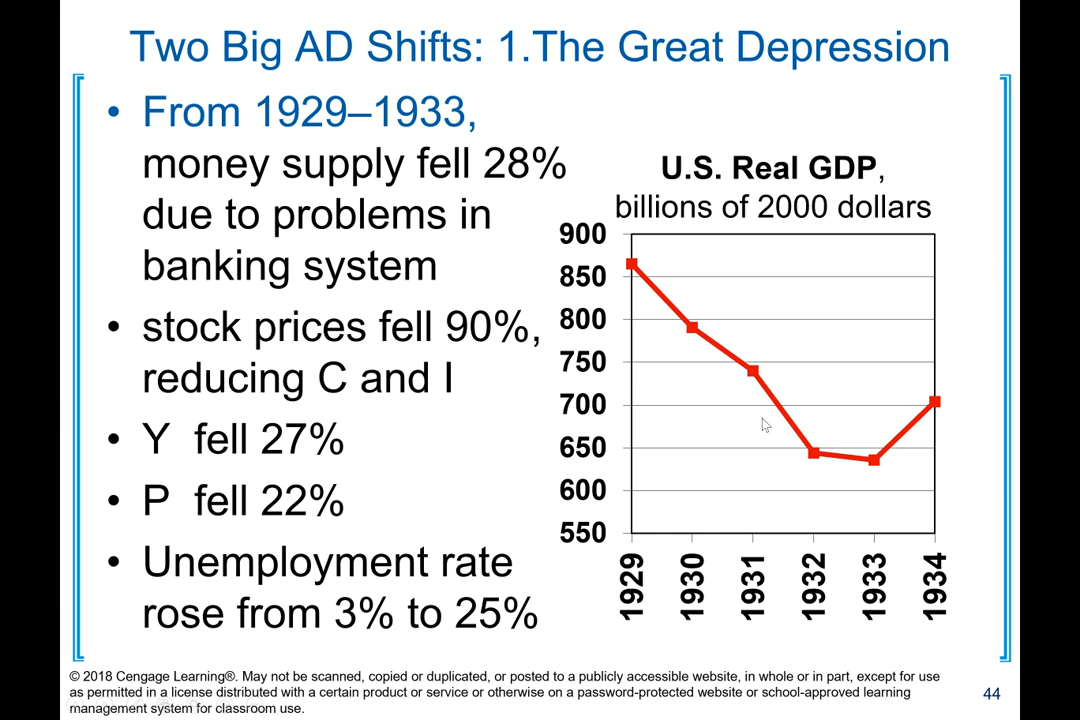 Two Big AD Shifts: 1.The Great Depression
• From 1929–1933,
money supply fell 28%
due to problems in
banking system
• stock prices fell 90%,
reducing C and I
• Y fell 27%
• P fell 22%
• Unemployment rate
rose from 3% to 25%
U.S. Real GDP,
billions of 2000 dollars
900
850
800
750
700
650
600
550
1929
1930
1931
1932
1933
1934
© 2018 Cengage Learning®. May not be scanned, copied or duplicated, or posted to a publicly accessible website, in whole or in part, except for use
as permitted in a license distributed with a certain product or service or otherwise on a password-protected website or school-approved learning
management system for classroom use.
44